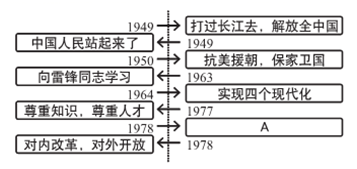 1949 打过长江去，解放全中国
中国人民站起来了 1949
1950 抗美援朝，保家卫国
向雷锋同志学习 1963
1964 实现四个现代化
尊重知识，尊重人才 1977
1978 A
对内改革，对外开放 1978